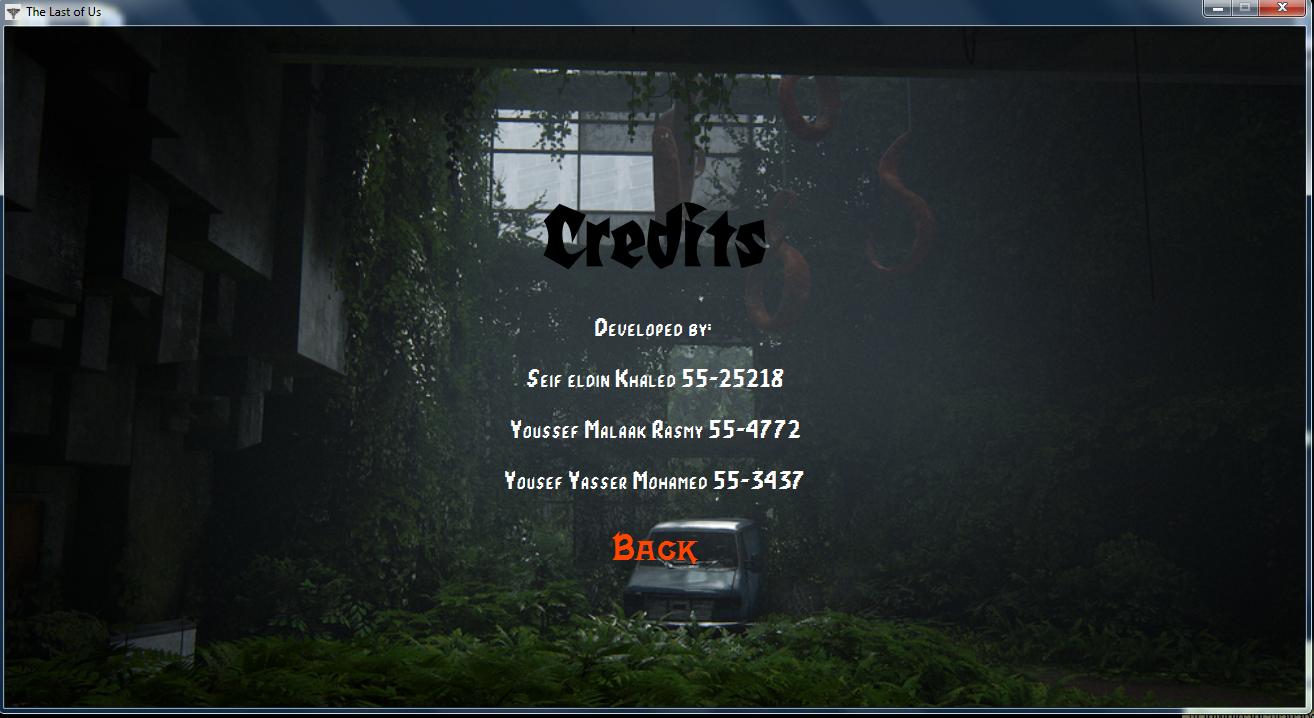 The Last of Us
Credits
Developed by:
Seif eldin Khaled 55-25218
Youssef Malaak Rasmy 55-4772
Yousef Yasser Mohamed 55-3437
Back